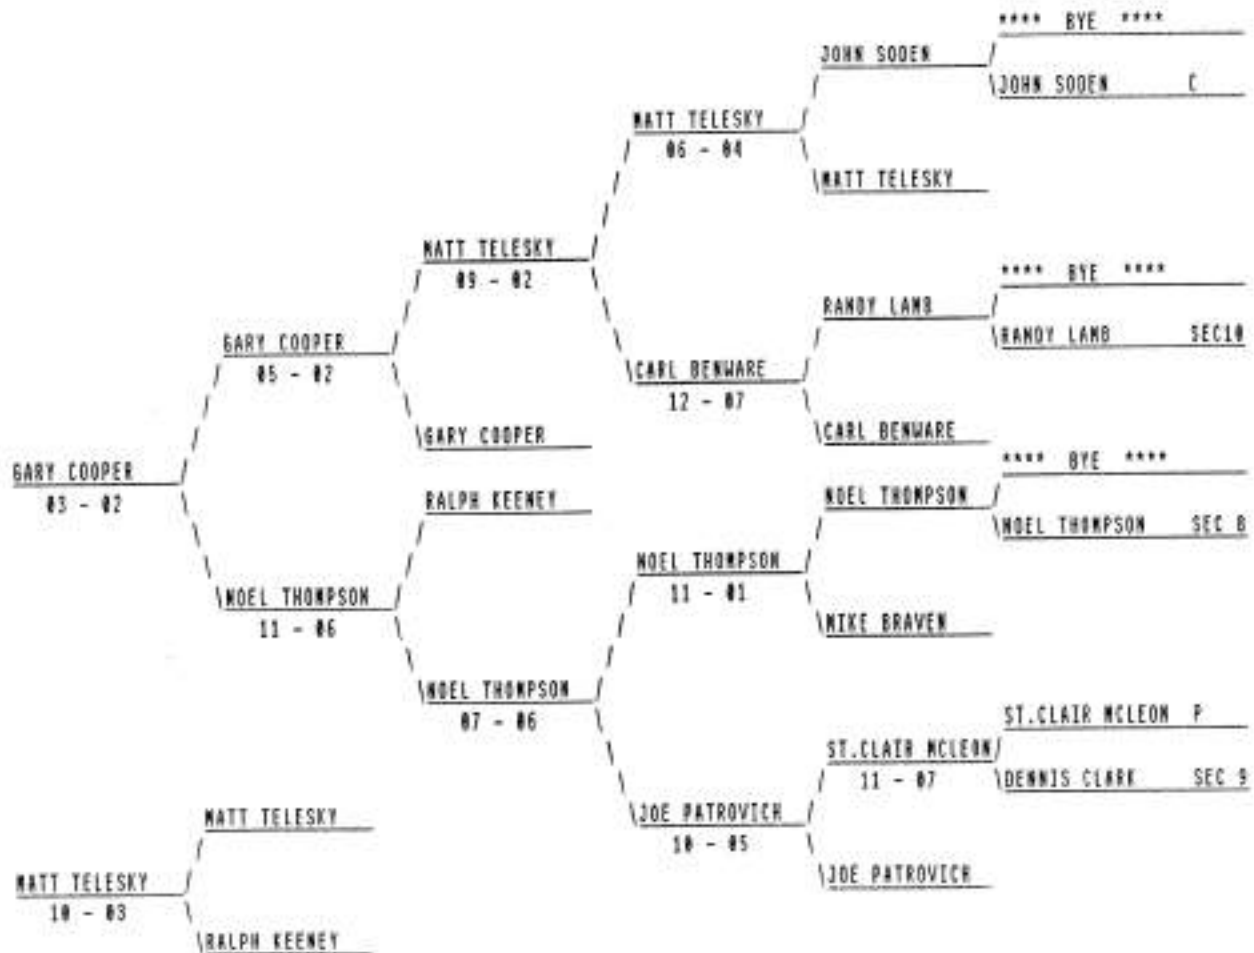 **** BYE ****
JOHN SODEN
JOHN SODEN C
MATT TELESKY
06 - 04
MATT TELESKY
MATT TELESKY
09 - 02
**** BYE ****
RANDY LAMB
RANDY LAMB SEC10
GARY COOPER
05 - 02
CARL BENWARE
12 - 07
CARL BENWARE
GARY COOPER
**** BYE ****
GARY COOPER
03 - 02
RALPH KEENEY
NOEL THOMPSON
NOEL THOMPSON SEC 8
NOEL THOMPSON
11 - 01
NOEL THOMPSON
11 - 06
MIKE BRAVEN
NOEL THOMPSON
07 - 06
ST.CLAIR MCLEON P
ST.CLAIR MCLEON
11 - 07
DENNIS CLARK SEC 9
MATT TELESKY
JOE PATROVICH
10 - 05
MATT TELESKY
10 - 03
JOE PATROVICH
RALPH KEENEY